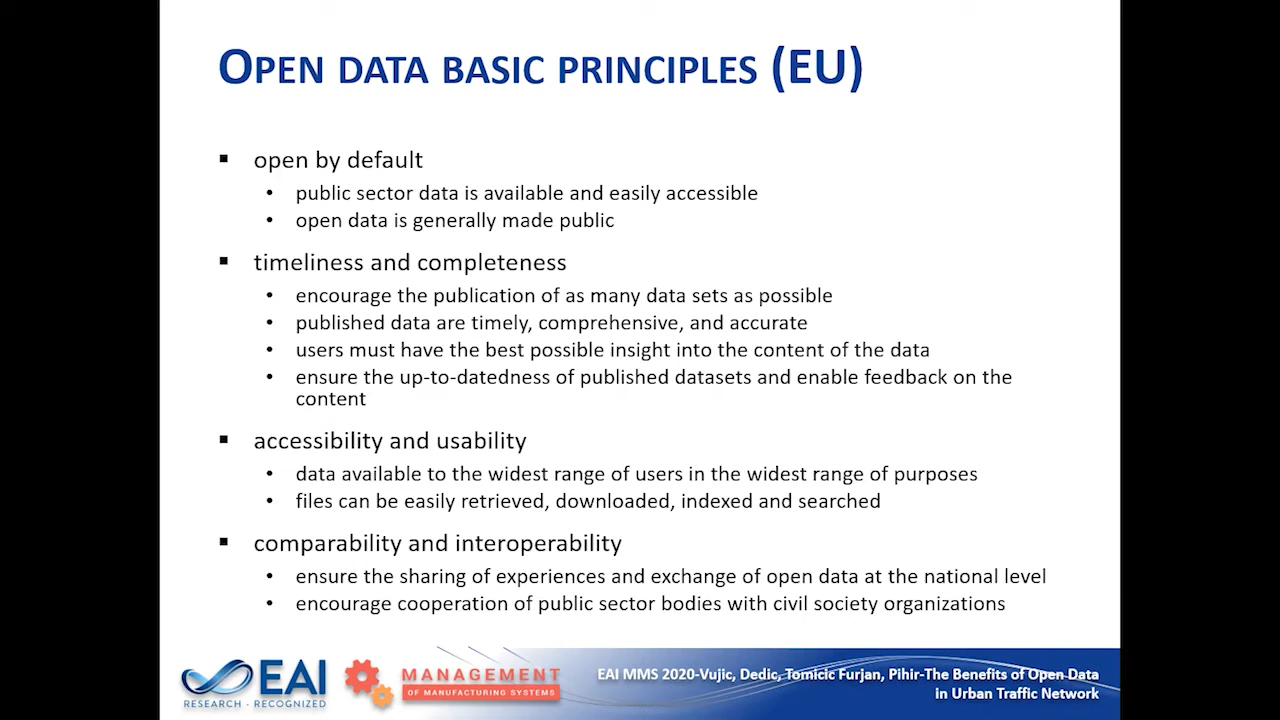 OPEN DATA BASIC PRINCIPLES (EU)
▪ open by default
• public sector data is available and easily accessible
• open data is generally made public
▪ timeliness and completeness
• encourage the publication of as many data sets as possible
• published data are timely, comprehensive, and accurate
• users must have the best possible insight into the content of the data
• ensure the up-to-datedness of published datasets and enable feedback on the
content
▪ accessibility and usability
• data available to the widest range of users in the widest range of purposes
• files can be easily retrieved, downloaded, indexed and searched
▪ comparability and interoperability
• ensure the sharing of experiences and exchange of open data at the national level
• encourage cooperation of public sector bodies with civil society organizations
EAI
RESEARCH · RECOGNIZED
MANAGEMENT
OF MANUFACTURING SYSTEMS
EAI MMS 2020-Vujic, Dedic, Tomicic Furjan, Pihir-The Benefits of Open Data
in Urban Traffic Network